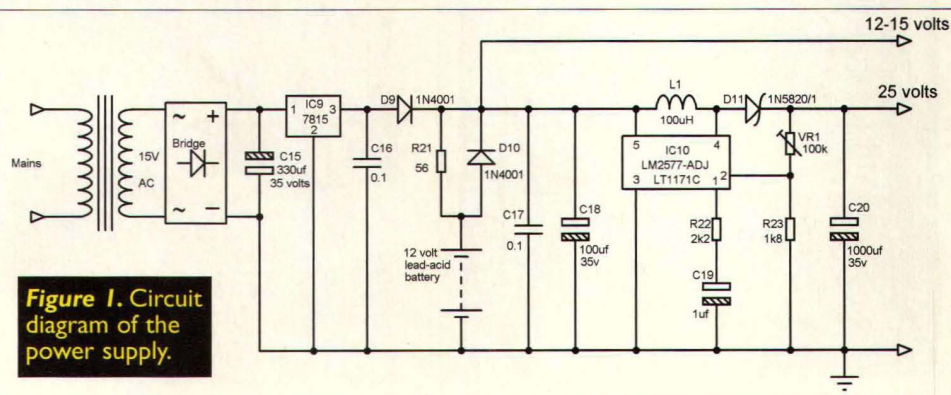 12-15 volts
25 volts
Mains
15V
AC
~ +
Bridge
~ −
C15
330uf
35 volts
1 IC9 3
7815
2
C16
0.1
D9 1N4001
R21
56
D10
1N4001
12 volt
lead-acid
battery
C17
0.1
C18
100uf
35v
L1
100uH
5 4
IC10
LM2577-ADJ
3 LT1171C 1 2
R22
2k2
C19
1uf
D11 1N5820/1
VR1
100k
R23
1k8
C20
1000uf
35v
Figure 1. Circuit
diagram of the
power supply.